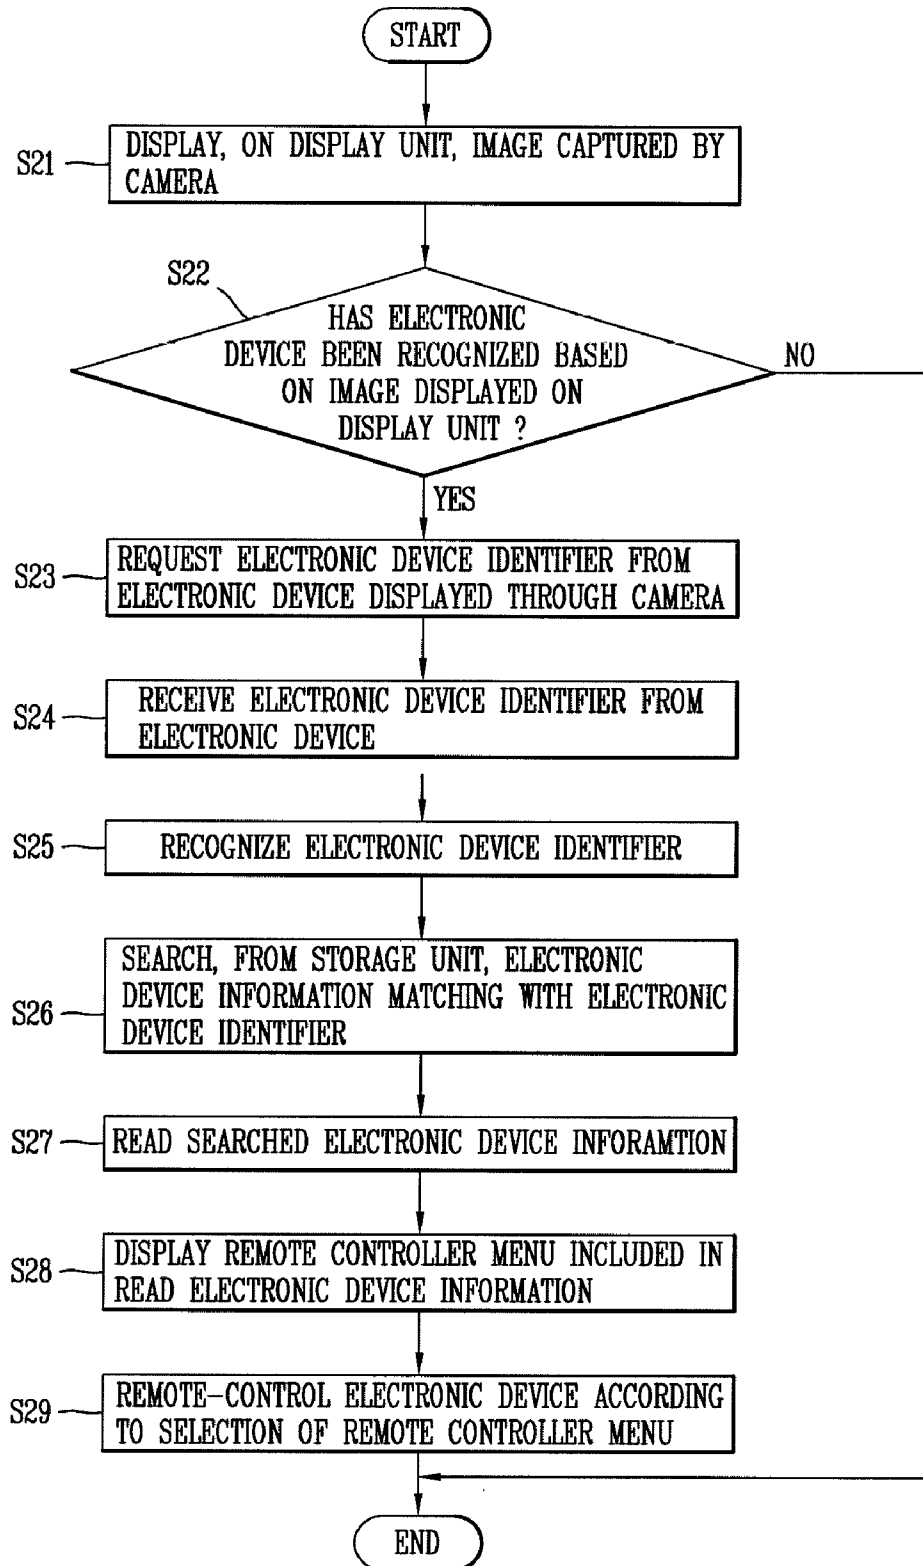 START
S21
DISPLAY, ON DISPLAY UNIT, IMAGE CAPTURED BY
CAMERA
S22
HAS ELECTRONIC
DEVICE BEEN RECOGNIZED BASED
ON IMAGE DISPLAYED ON
DISPLAY UNIT ?
NO
YES
S23
REQUEST ELECTRONIC DEVICE IDENTIFIER FROM
ELECTRONIC DEVICE DISPLAYED THROUGH CAMERA
S24
RECEIVE ELECTRONIC DEVICE IDENTIFIER FROM
ELECTRONIC DEVICE
S25
RECOGNIZE ELECTRONIC DEVICE IDENTIFIER
S26
SEARCH, FROM STORAGE UNIT, ELECTRONIC
DEVICE INFORMATION MATCHING WITH ELECTRONIC
DEVICE IDENTIFIER
S27
READ SEARCHED ELECTRONIC DEVICE INFORAMTION
S28
DISPLAY REMOTE CONTROLLER MENU INCLUDED IN
READ ELECTRONIC DEVICE INFORMATION
S29
REMOTE-CONTROL ELECTRONIC DEVICE ACCORDING
TO SELECTION OF REMOTE CONTROLLER MENU
END